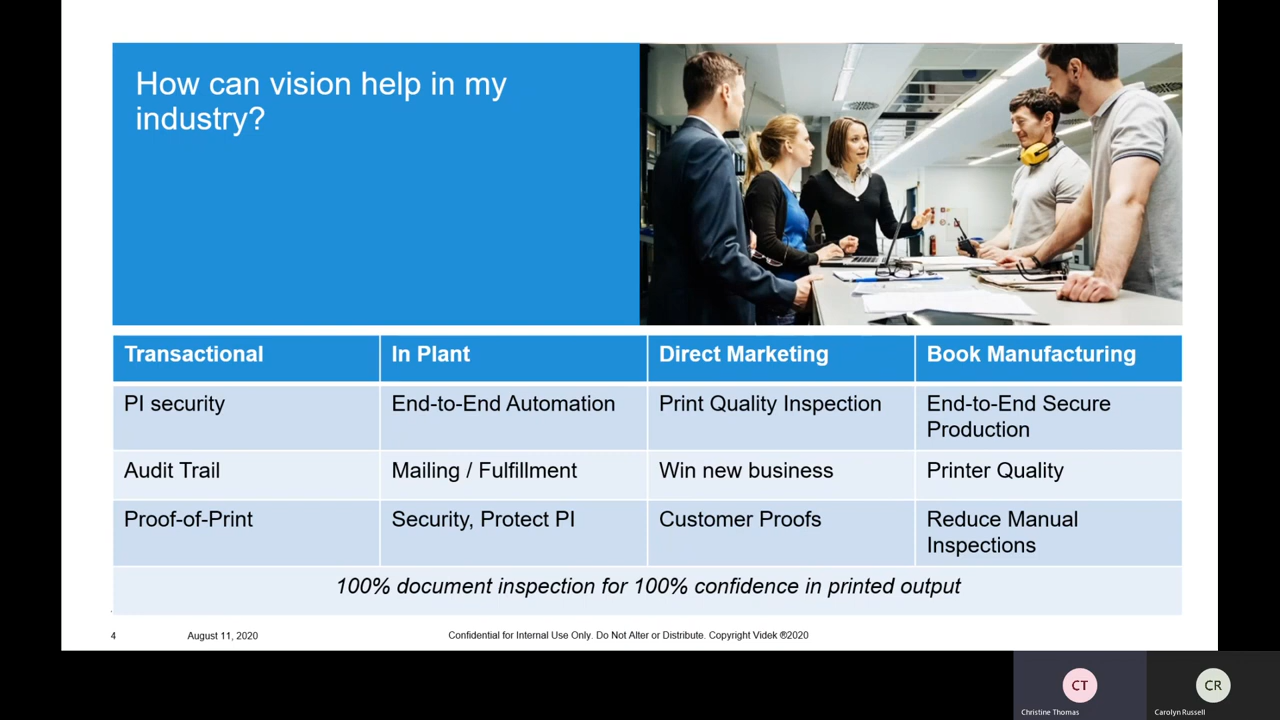 How can vision help in my
industry?
Transactional
In Plant
Direct Marketing
Book Manufacturing
PI security
End-to-End Automation
Print Quality Inspection
End-to-End Secure
Production
Audit Trail
Mailing / Fulfillment
Win new business
Printer Quality
Proof-of-Print
Security, Protect PI
Customer Proofs
Reduce Manual
Inspections
100% document inspection for 100% confidence in printed output
4
August 11, 2020
Confidential for Internal Use Only. Do Not Alter or Distribute. Copyright Videk ®2020
CT
CR
Christine Thomas
Carolyn Russell